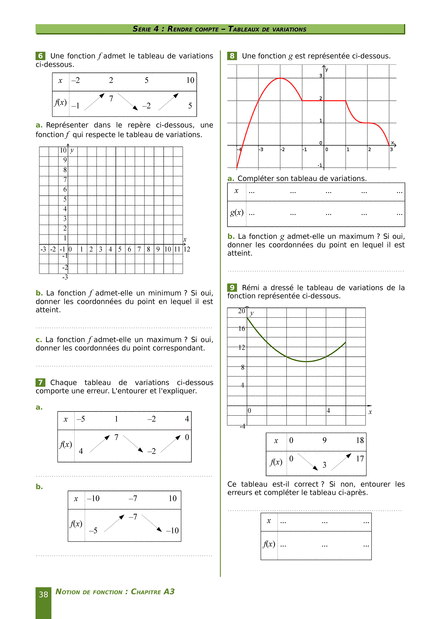 SÉRIE 4 : RENDRE COMPTE – TABLEAUX DE VARIATIONS
6 Une fonction f admet le tableau de variations
ci-dessous.
x −2 2 5 10
f(x) −1 7 −2 5
a. Représenter dans le repère ci-dessous, une
fonction f qui respecte le tableau de variations.
10 y
9
8
7
6
5
4
3
2
1
x
-3 -2 -1 0 1 2 3 4 5 6 7 8 9 10 11 12
-1
-2
-3
b. La fonction f admet-elle un minimum ? Si oui,
donner les coordonnées du point en lequel il est
atteint.
c. La fonction f admet-elle un maximum ? Si oui,
donner les coordonnées du point correspondant.
7 Chaque tableau de variations ci-dessous
comporte une erreur. L'entourer et l'expliquer.
a.
x −5 1 −2 4
f(x) 4 7 −2 0
b.
x −10 −7 10
f(x) −5 −7 −10
8 Une fonction g est représentée ci-dessous.
y
3
2
1
0 x
-4 -3 -2 -1 0 1 2 3
-1
a. Compléter son tableau de variations.
x ... ... ... ... ...
g(x) ... ... ... ... ...
b. La fonction g admet-elle un maximum ? Si oui,
donner les coordonnées du point en lequel il est
atteint.
9 Rémi a dressé le tableau de variations de la
fonction représentée ci-dessous.
20 y
16
12
8
4
0 4 x
-4
x 0 9 18
f(x) 0 3 17
Ce tableau est-il correct ? Si non, entourer les
erreurs et compléter le tableau ci-après.
x ... ... ...
f(x) ... ... ...
38 NOTION DE FONCTION : CHAPITRE A3